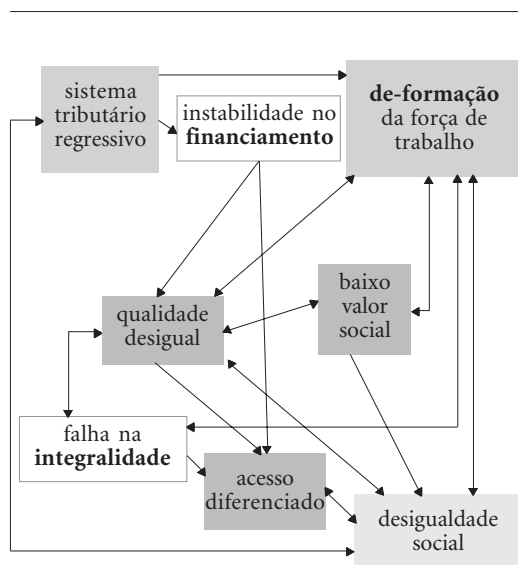 sistema
tributário
regressivo
instabilidade no
financiamento
de-formação
da força de
trabalho
baixo
valor
social
qualidade
desigual
falha na
integralidade
acesso
diferenciado
desigualdade
social